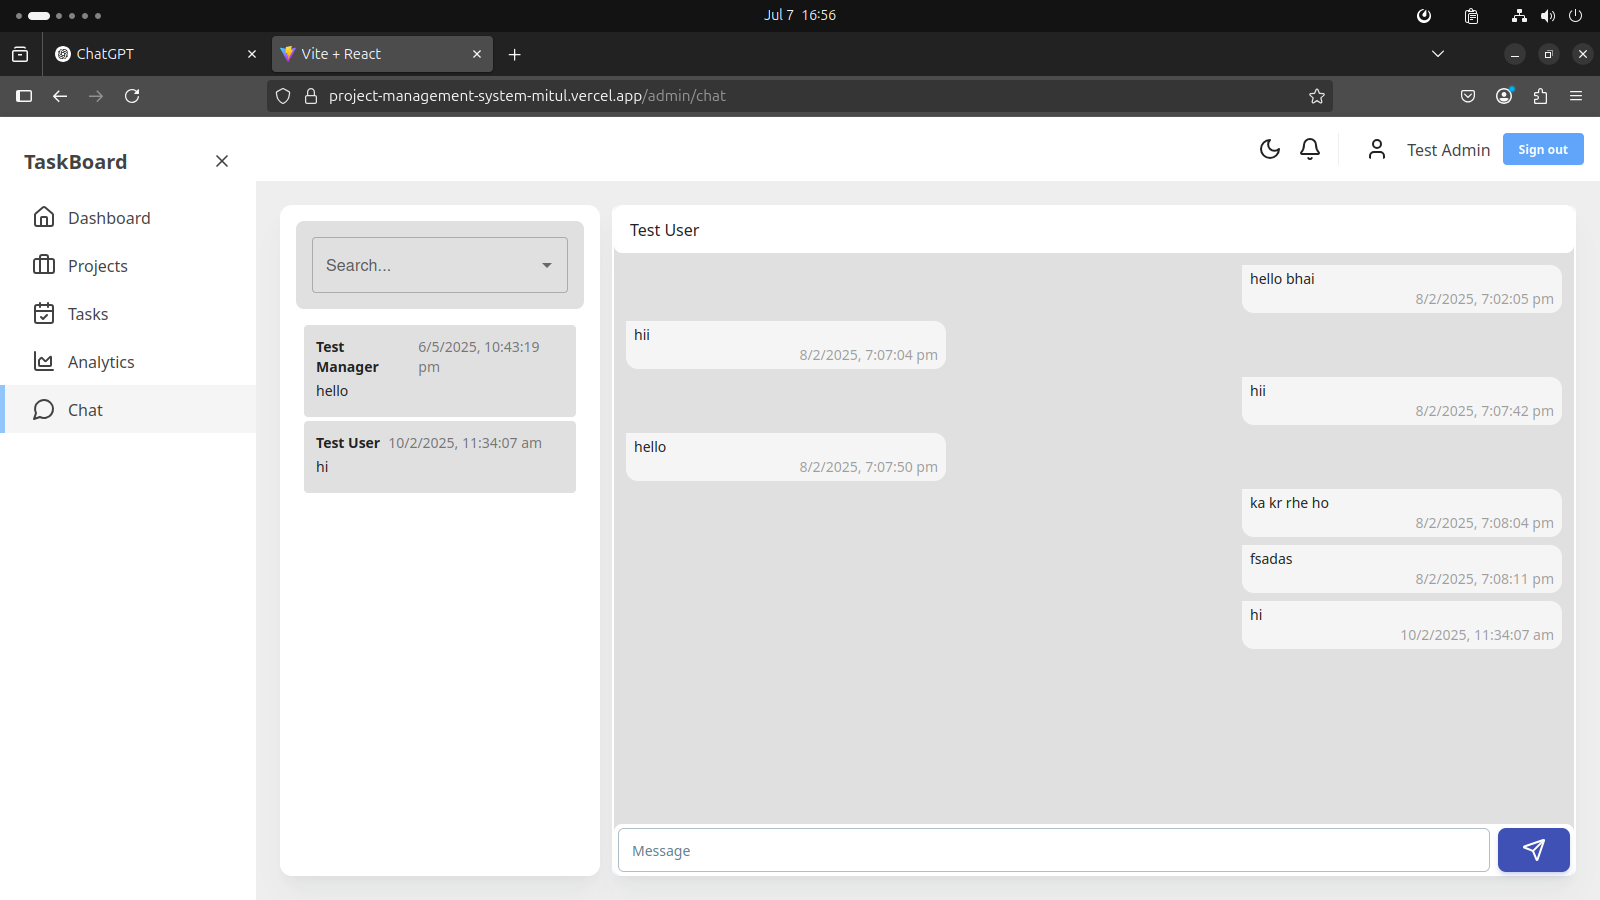 Jul 7 16:56
ChatGPT
Vite + React
project-management-system-mitul.vercel.app/admin/chat
TaskBoard
Test Admin
Sign out
Dashboard
Projects
Tasks
Analytics
Chat
Search...
Test Manager
6/5/2025, 10:43:19 pm
hello
Test User 10/2/2025, 11:34:07 am
hi
Test User
hello bhai
8/2/2025, 7:02:05 pm
hii
8/2/2025, 7:07:04 pm
hii
8/2/2025, 7:07:42 pm
hello
8/2/2025, 7:07:50 pm
ka kr rhe ho
8/2/2025, 7:08:04 pm
fsadas
8/2/2025, 7:08:11 pm
hi
10/2/2025, 11:34:07 am
Message